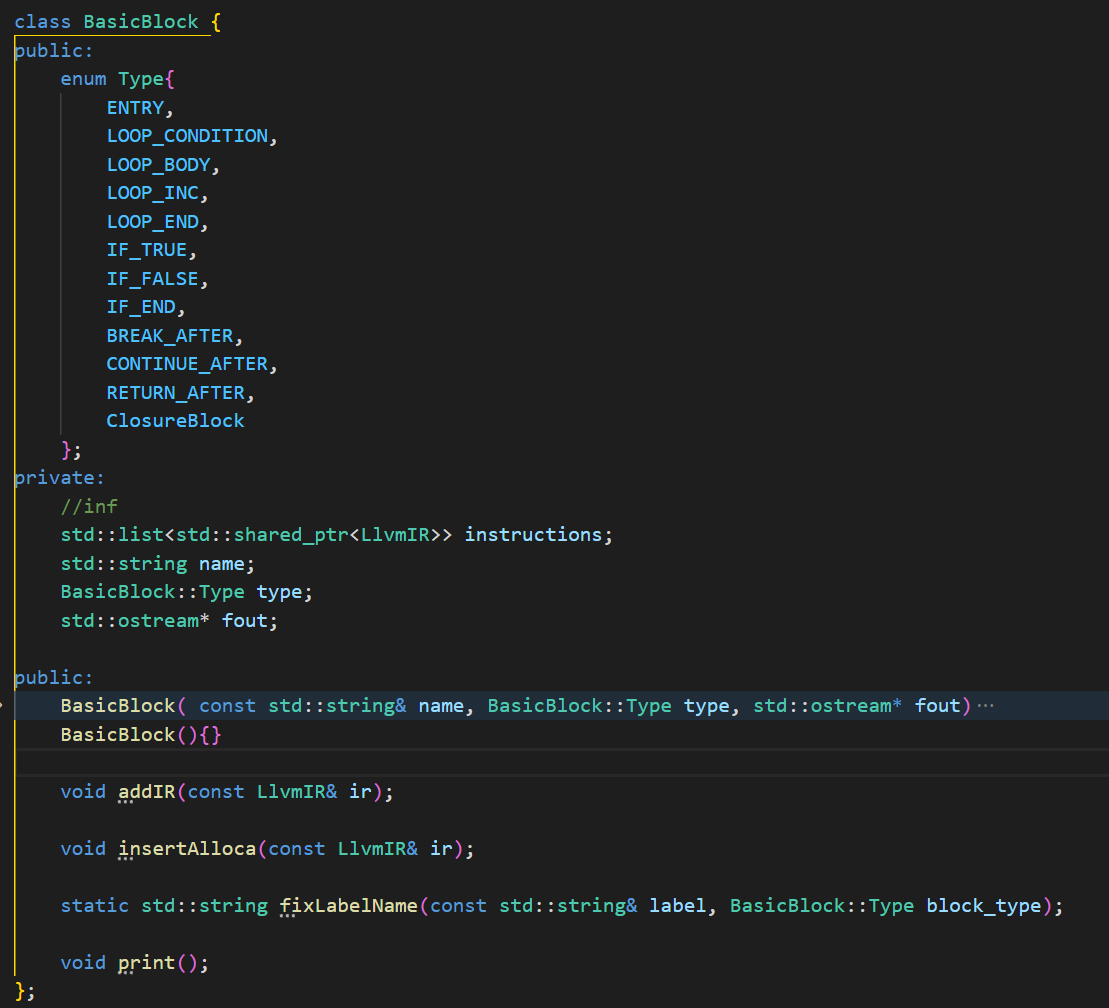 class BasicBlock {
public:
    enum Type{
        ENTRY,
        LOOP_CONDITION,
        LOOP_BODY,
        LOOP_INC,
        LOOP_END,
        IF_TRUE,
        IF_FALSE,
        IF_END,
        BREAK_AFTER,
        CONTINUE_AFTER,
        RETURN_AFTER,
        ClosureBlock
    };
private:
    //inf
    std::list<std::shared_ptr<LlvmIR>> instructions;
    std::string name;
    BasicBlock::Type type;
    std::ostream* fout;
public:
    BasicBlock( const std::string& name, BasicBlock::Type type, std::ostream* fout)···
    BasicBlock(){}
    void addIR(const LlvmIR& ir);
    void insertAlloca(const LlvmIR& ir);
    static std::string fixLabelName(const std::string& label, BasicBlock::Type block_type);
    void print();
};